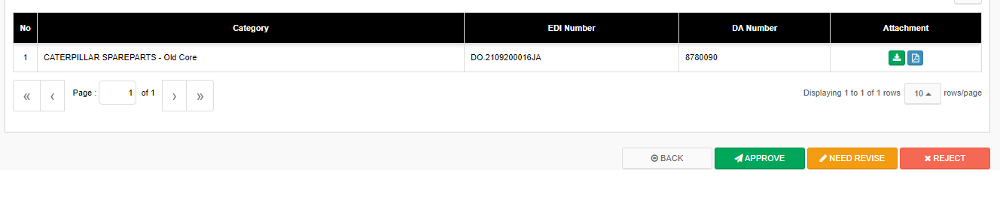 No Category EDI Number DA Number Attachment
1 CATERPILLAR SPAREPARTS - Old Core DO.2109200016JA 8780090
« ‹ Page : 1 of 1 › » Displaying 1 to 1 of 1 rows 10 rows/page
BACK APPROVE NEED REVISE REJECT